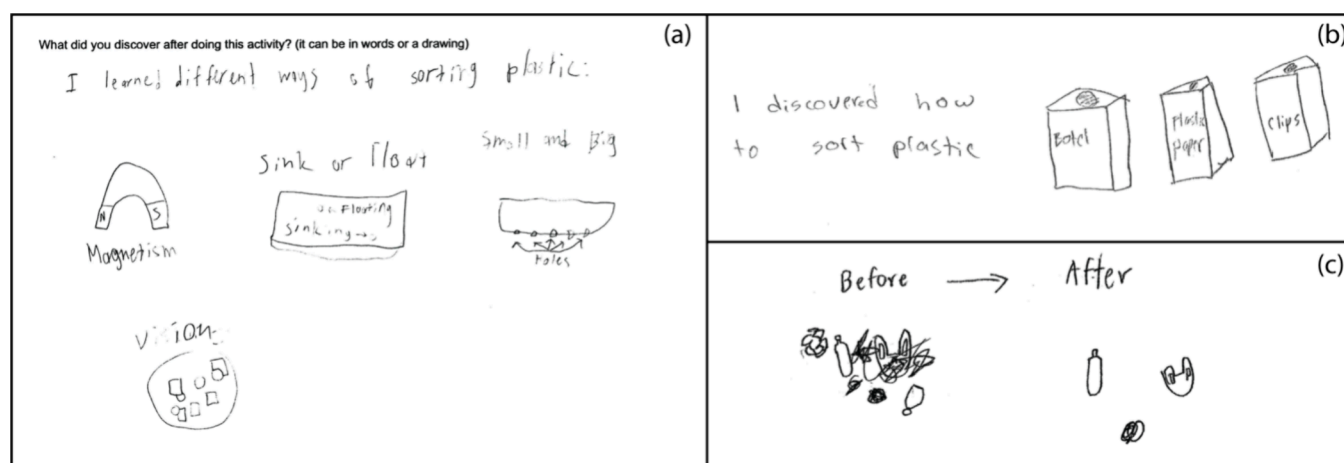 (a)
What did you discover after doing this activity? (it can be in words or a drawing)
I learned different ways of sorting plastic:
Magnetism
N S
Sink or float
Floating
sinking
Small and Big
Holes
Vision
(b)
I discovered how
to sort plastic
Botel
Plastic
paper
Clips
(c)
Before After